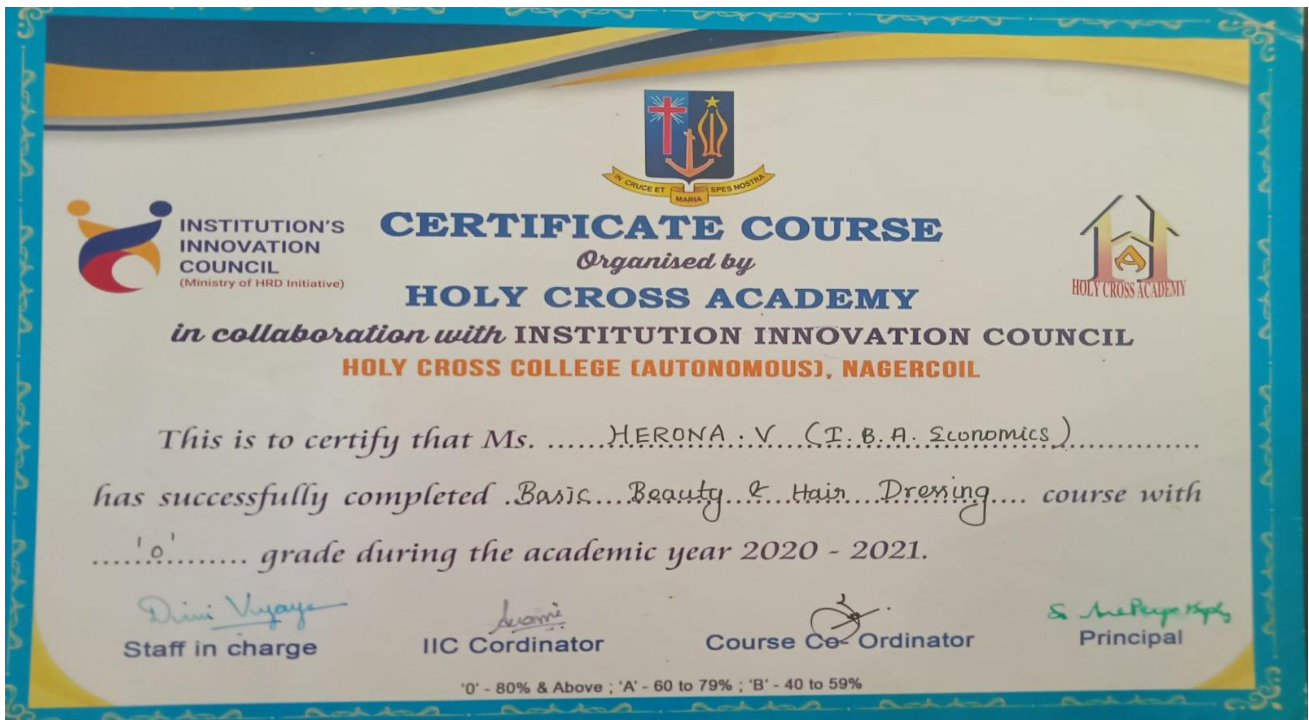 IN CRUCE ET MARIA SPES NOSTRA
INSTITUTION'S
INNOVATION
COUNCIL
(Ministry of HRD Initiative)
CERTIFICATE COURSE
Organised by
HOLY CROSS ACADEMY
HOLY CROSS ACADEMY
in collaboration with INSTITUTION INNOVATION COUNCIL
HOLY CROSS COLLEGE (AUTONOMOUS), NAGERCOIL
This is to certify that Ms. ......HERONA. V (I. B. A. Economics)..............
has successfully completed .Basic...Beauty...&...Hair...Dressing.... course with
....'O'......... grade during the academic year 2020 - 2021.
Staff in charge
IIC Cordinator
Course Co- Ordinator
Principal
'0' - 80% & Above ; 'A' - 60 to 79% ; 'B' - 40 to 59%